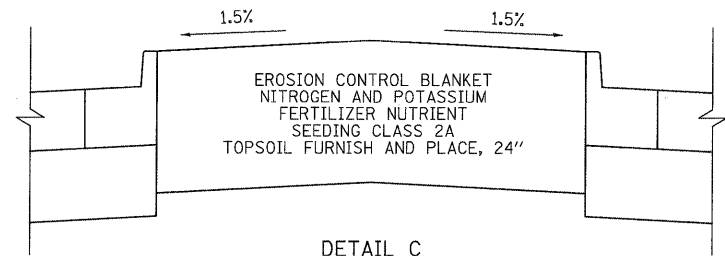 1.5% 1.5%
EROSION CONTROL BLANKET
NITROGEN AND POTASSIUM
FERTILIZER NUTRIENT
SEEDING CLASS 2A
TOPSOIL FURNISH AND PLACE, 24"
DETAIL C